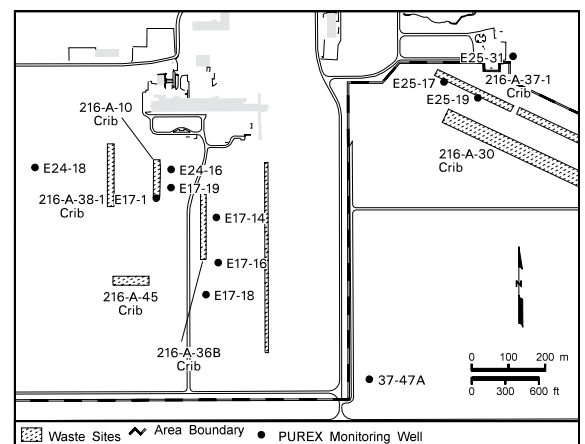 E25-31
E25-17
216-A-37-1
Crib
E25-19
216-A-10
Crib
216-A-30
Crib
E24-18
E24-16
E17-19
216-A-38-1
Crib
E17-1
E17-14
E17-16
216-A-45
Crib
E17-18
N
216-A-36B
Crib
0 100 200 m
0 300 600 ft
37-47A
Waste Sites
Area Boundary
PUREX Monitoring Well